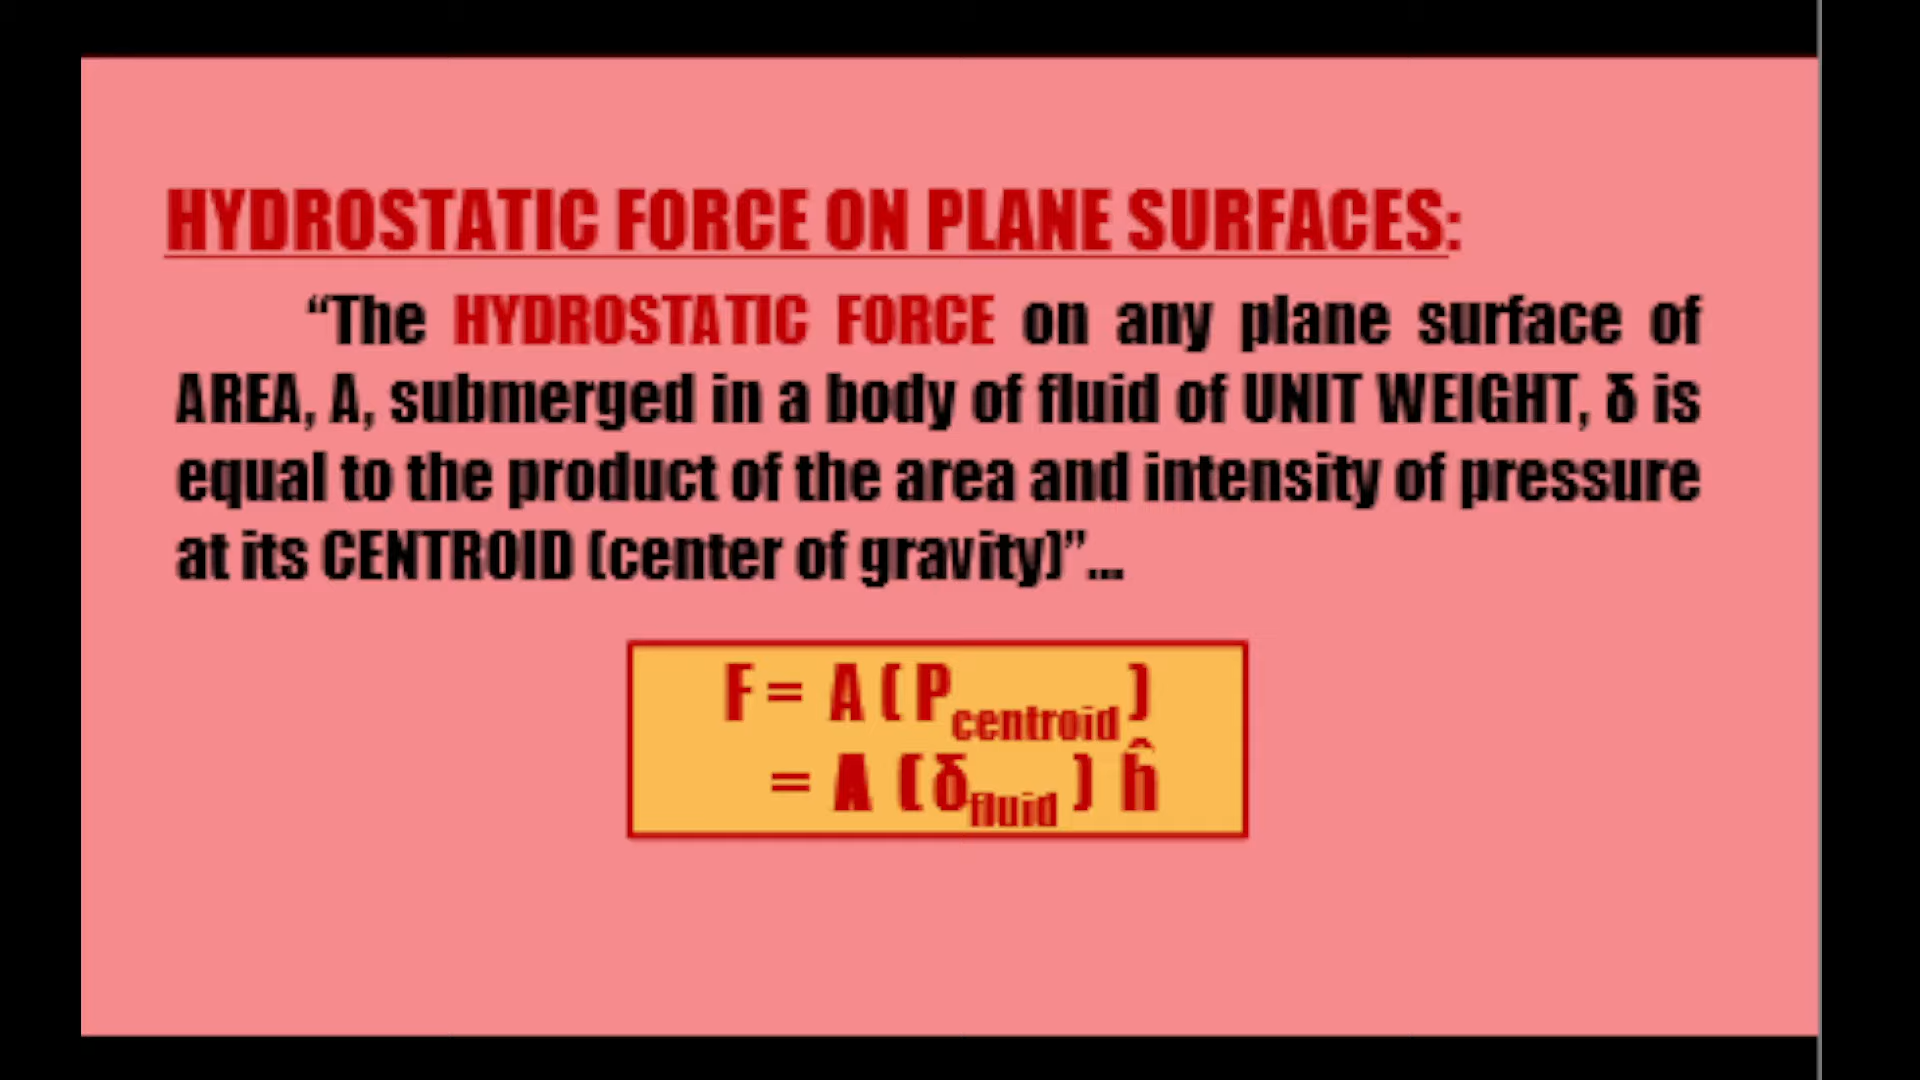 HYDROSTATIC FORCE ON PLANE SURFACES:
“The HYDROSTATIC FORCE on any plane surface of
AREA, A, submerged in a body of fluid of UNIT WEIGHT, δ is
equal to the product of the area and intensity of pressure
at its CENTROID (center of gravity)”...
F = A ( Pcentroid )
= A ( δfluid ) ĥ